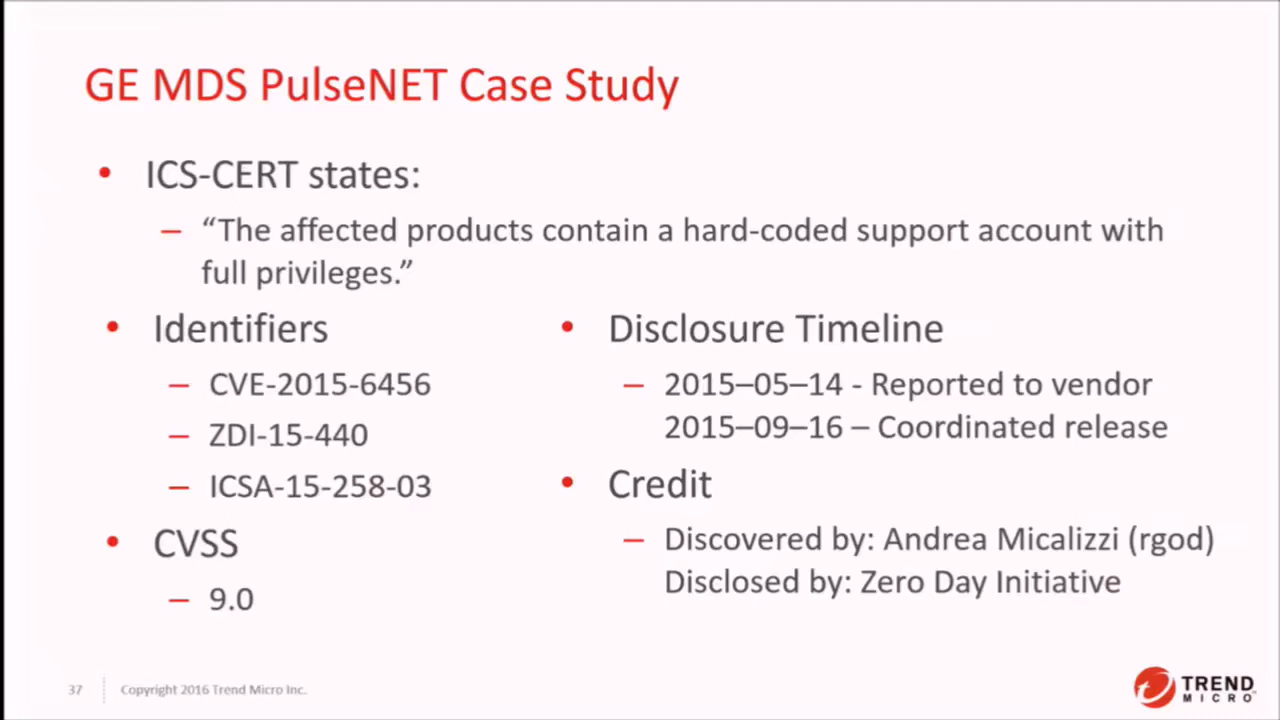 GE MDS PulseNET Case Study
• ICS-CERT states:
– “The affected products contain a hard-coded support account with
full privileges.”
• Identifiers
– CVE-2015-6456
– ZDI-15-440
– ICSA-15-258-03
• CVSS
– 9.0
• Disclosure Timeline
– 2015–05–14 - Reported to vendor
2015–09–16 – Coordinated release
• Credit
– Discovered by: Andrea Micalizzi (rgod)
Disclosed by: Zero Day Initiative
37
Copyright 2016 Trend Micro Inc.
TREND
MICRO